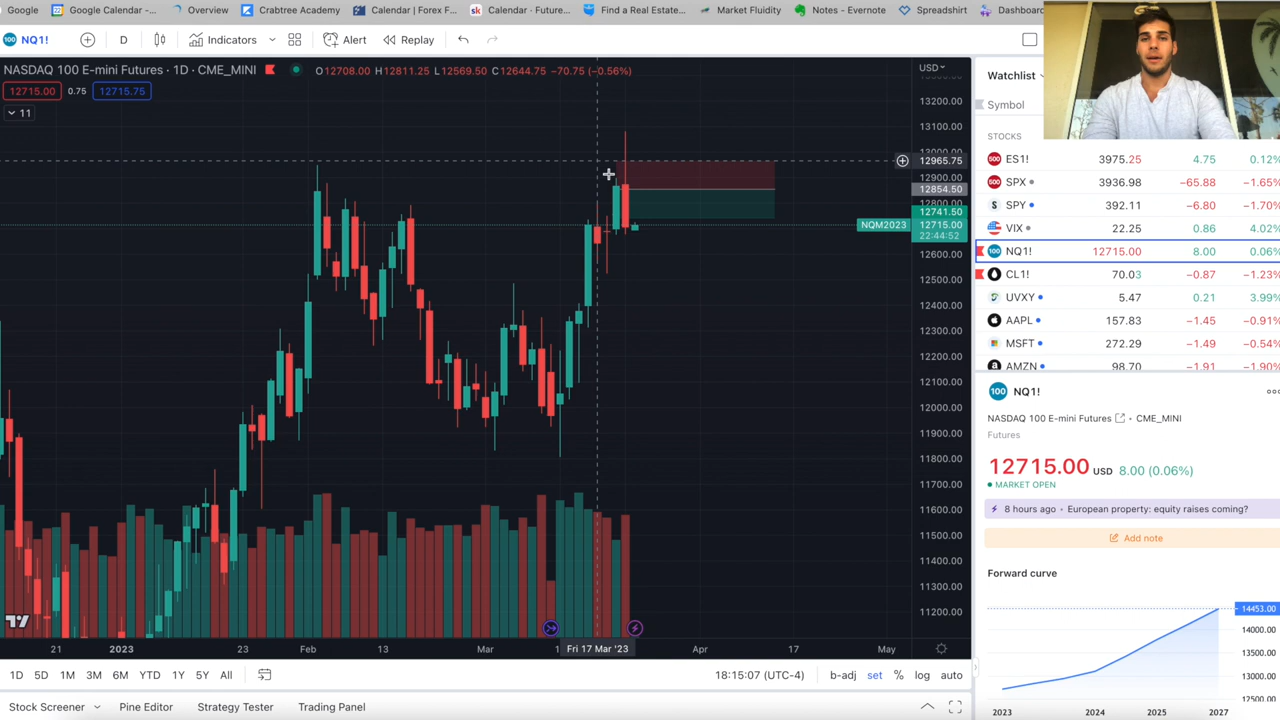 Google Google Calendar -... Overview Crabtree Academy Calendar | Forex F... Calendar · Future... Find a Real Estate... Market Fluidity Notes - Evernote Spreadshirt Dashboard
100 NQ1! D Indicators Alert Replay
NASDAQ 100 E-mini Futures · 1D · CME_MINI O12708.00 H12811.25 L12569.50 C12644.75 −70.75 (−0.56%) USD
12715.00 0.75 12715.75
11
13200.00
13100.00
13000.00
12965.75
12900.00
12854.50
12800.00
12741.50
NQM2023 12715.00
22:44:52
12600.00
12500.00
12400.00
12300.00
12200.00
12100.00
12000.00
11900.00
11800.00
11700.00
11600.00
11500.00
11400.00
11300.00
11200.00
21 2023 23 Feb 13 Mar Fri 17 Mar '23 Apr 17 May
1D 5D 1M 3M 6M YTD 1Y 5Y All 18:15:07 (UTC-4) b-adj set % log auto
Stock Screener Pine Editor Strategy Tester Trading Panel
Watchlist
Symbol
STOCKS
500 ES1! 3975.25 4.75 0.12%
500 SPX 3936.98 −65.88 −1.65%
S SPY 392.11 −6.80 −1.70%
VIX 22.25 0.86 4.02%
100 NQ1! 12715.00 8.00 0.06%
CL1! 70.03 −0.87 −1.23%
UVXY 5.47 0.21 3.99%
AAPL 157.83 −1.45 −0.91%
MSFT 272.29 −1.49 −0.54%
AMZN 98.70 −1.91 −1.90%
100 NQ1!
NASDAQ 100 E-mini Futures · CME_MINI
Futures
12715.00 USD 8.00 (0.06%)
MARKET OPEN
8 hours ago · European property: equity raises coming?
Add note
Forward curve
14453.00
14000.00
13500.00
13000.00
12500.00
2023 2024 2025 2027